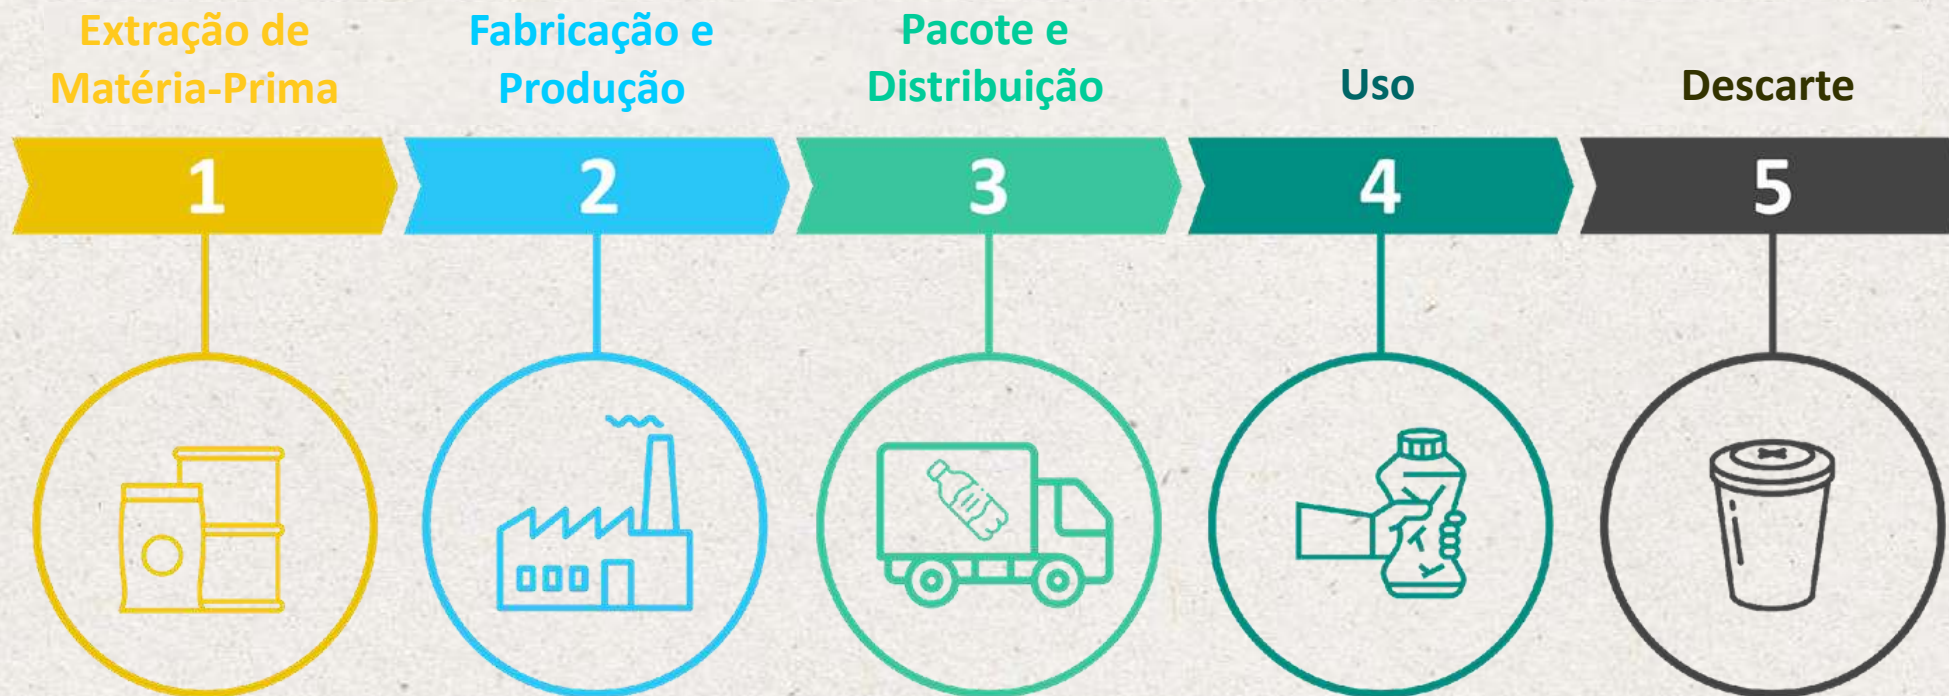 Extração de
Matéria-Prima
Fabricação e
Produção
Pacote e
Distribuição
Uso
Descarte
1
2
3
4
5